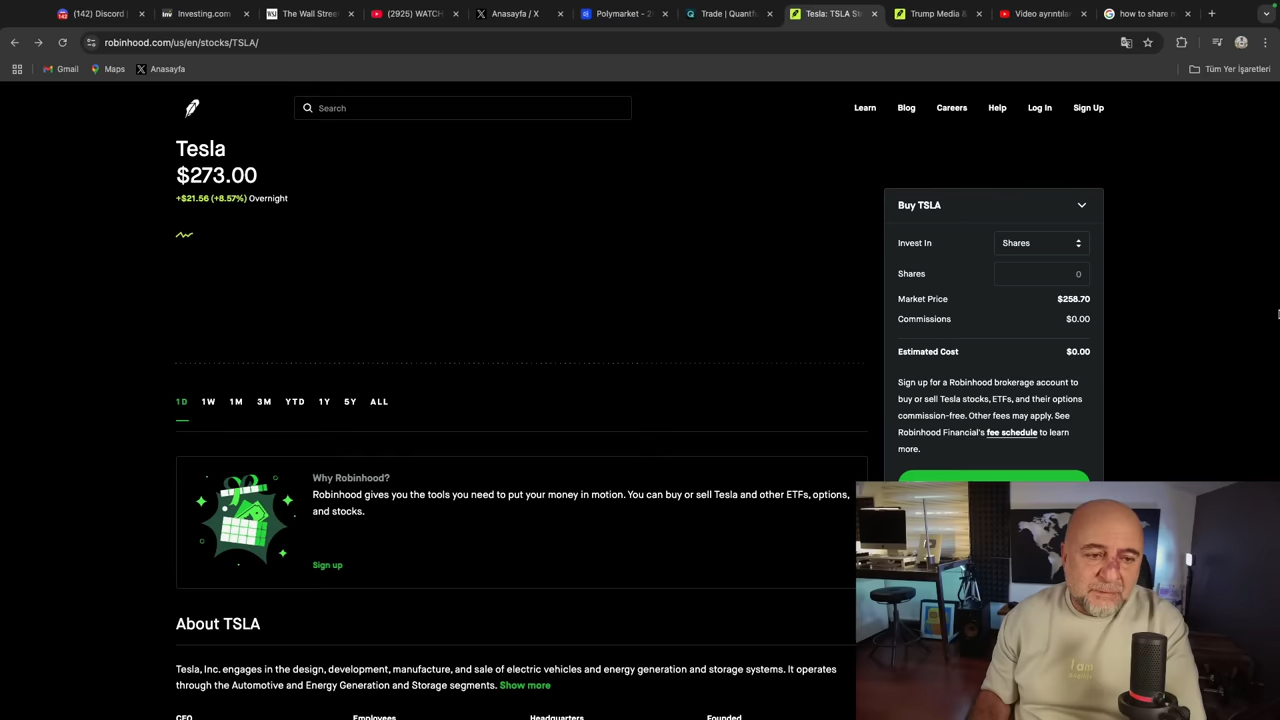 (142) Discord |
Investing.com
The Wall Stree
(2925) WATCH
Anasayfa / X
Polymarket - 2
Trade | Quantf
Tesla: TSLA St
Trump Media &
Video ayrıntıla
how to share m
robinhood.com/us/en/stocks/TSLA/
Gmail
Maps
Anasayfa
Tüm Yer İşaretleri
Search
Learn
Blog
Careers
Help
Log In
Sign Up
Tesla
$273.00
+$21.56 (+8.57%) Overnight
Buy TSLA
Invest In
Shares
Shares
0
Market Price
$258.70
Commissions
$0.00
Estimated Cost
$0.00
Sign up for a Robinhood brokerage account to
buy or sell Tesla stocks, ETFs, and their options
commission-free. Other fees may apply. See
Robinhood Financial's fee schedule to learn
more.
1D
1W
1M
3M
YTD
1Y
5Y
ALL
Why Robinhood?
Robinhood gives you the tools you need to put your money in motion. You can buy or sell Tesla and other ETFs, options,
and stocks.
Sign up
About TSLA
Tesla, Inc. engages in the design, development, manufacture, and sale of electric vehicles and energy generation and storage systems. It operates
through the Automotive and Energy Generation and Storage segments. Show more
CEO
Employees
Headquarters
Founded
I am